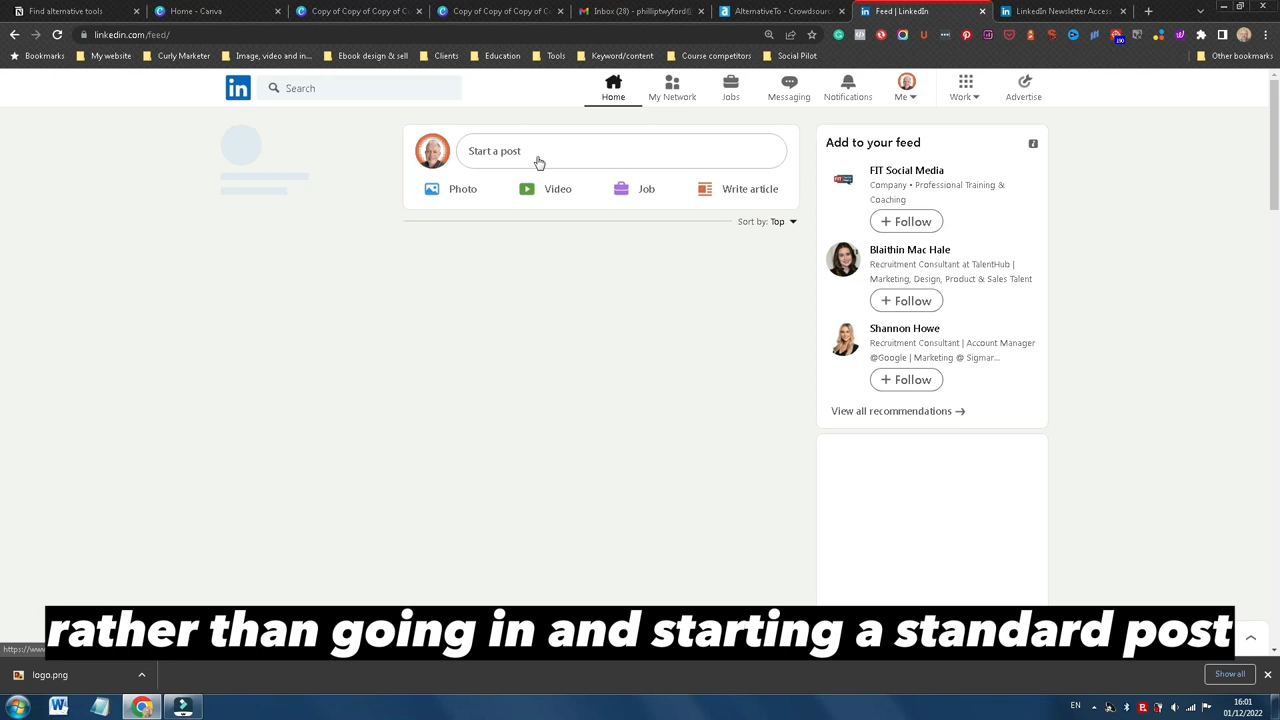 Find alternative tools
Home - Canva
Copy of Copy of Copy of C
Copy of Copy of Copy of C
Inbox (28) - philliptwyford@
AlternativeTo - Crowdsourc
Feed | LinkedIn
LinkedIn Newsletter Access
linkedin.com/feed/
Bookmarks
My website
Curly Marketer
Image, video and in...
Ebook design & sell
Clients
Education
Tools
Keyword/content
Course competitors
Social Pilot
Other bookmarks
in
Search
Home
My Network
Jobs
Messaging
Notifications
Me
Work
Advertise
Start a post
Photo
Video
Job
Write article
Sort by: Top
Add to your feed
FIT Social Media
Company • Professional Training &
Coaching
+ Follow
Blaithin Mac Hale
Recruitment Consultant at TalentHub |
Marketing, Design, Product & Sales Talent
+ Follow
Shannon Howe
Recruitment Consultant | Account Manager
@Google | Marketing @ Sigmar...
+ Follow
View all recommendations →
rather than going in and starting a standard post
https://www
logo.png
Show all
EN
16:01
01/12/2022